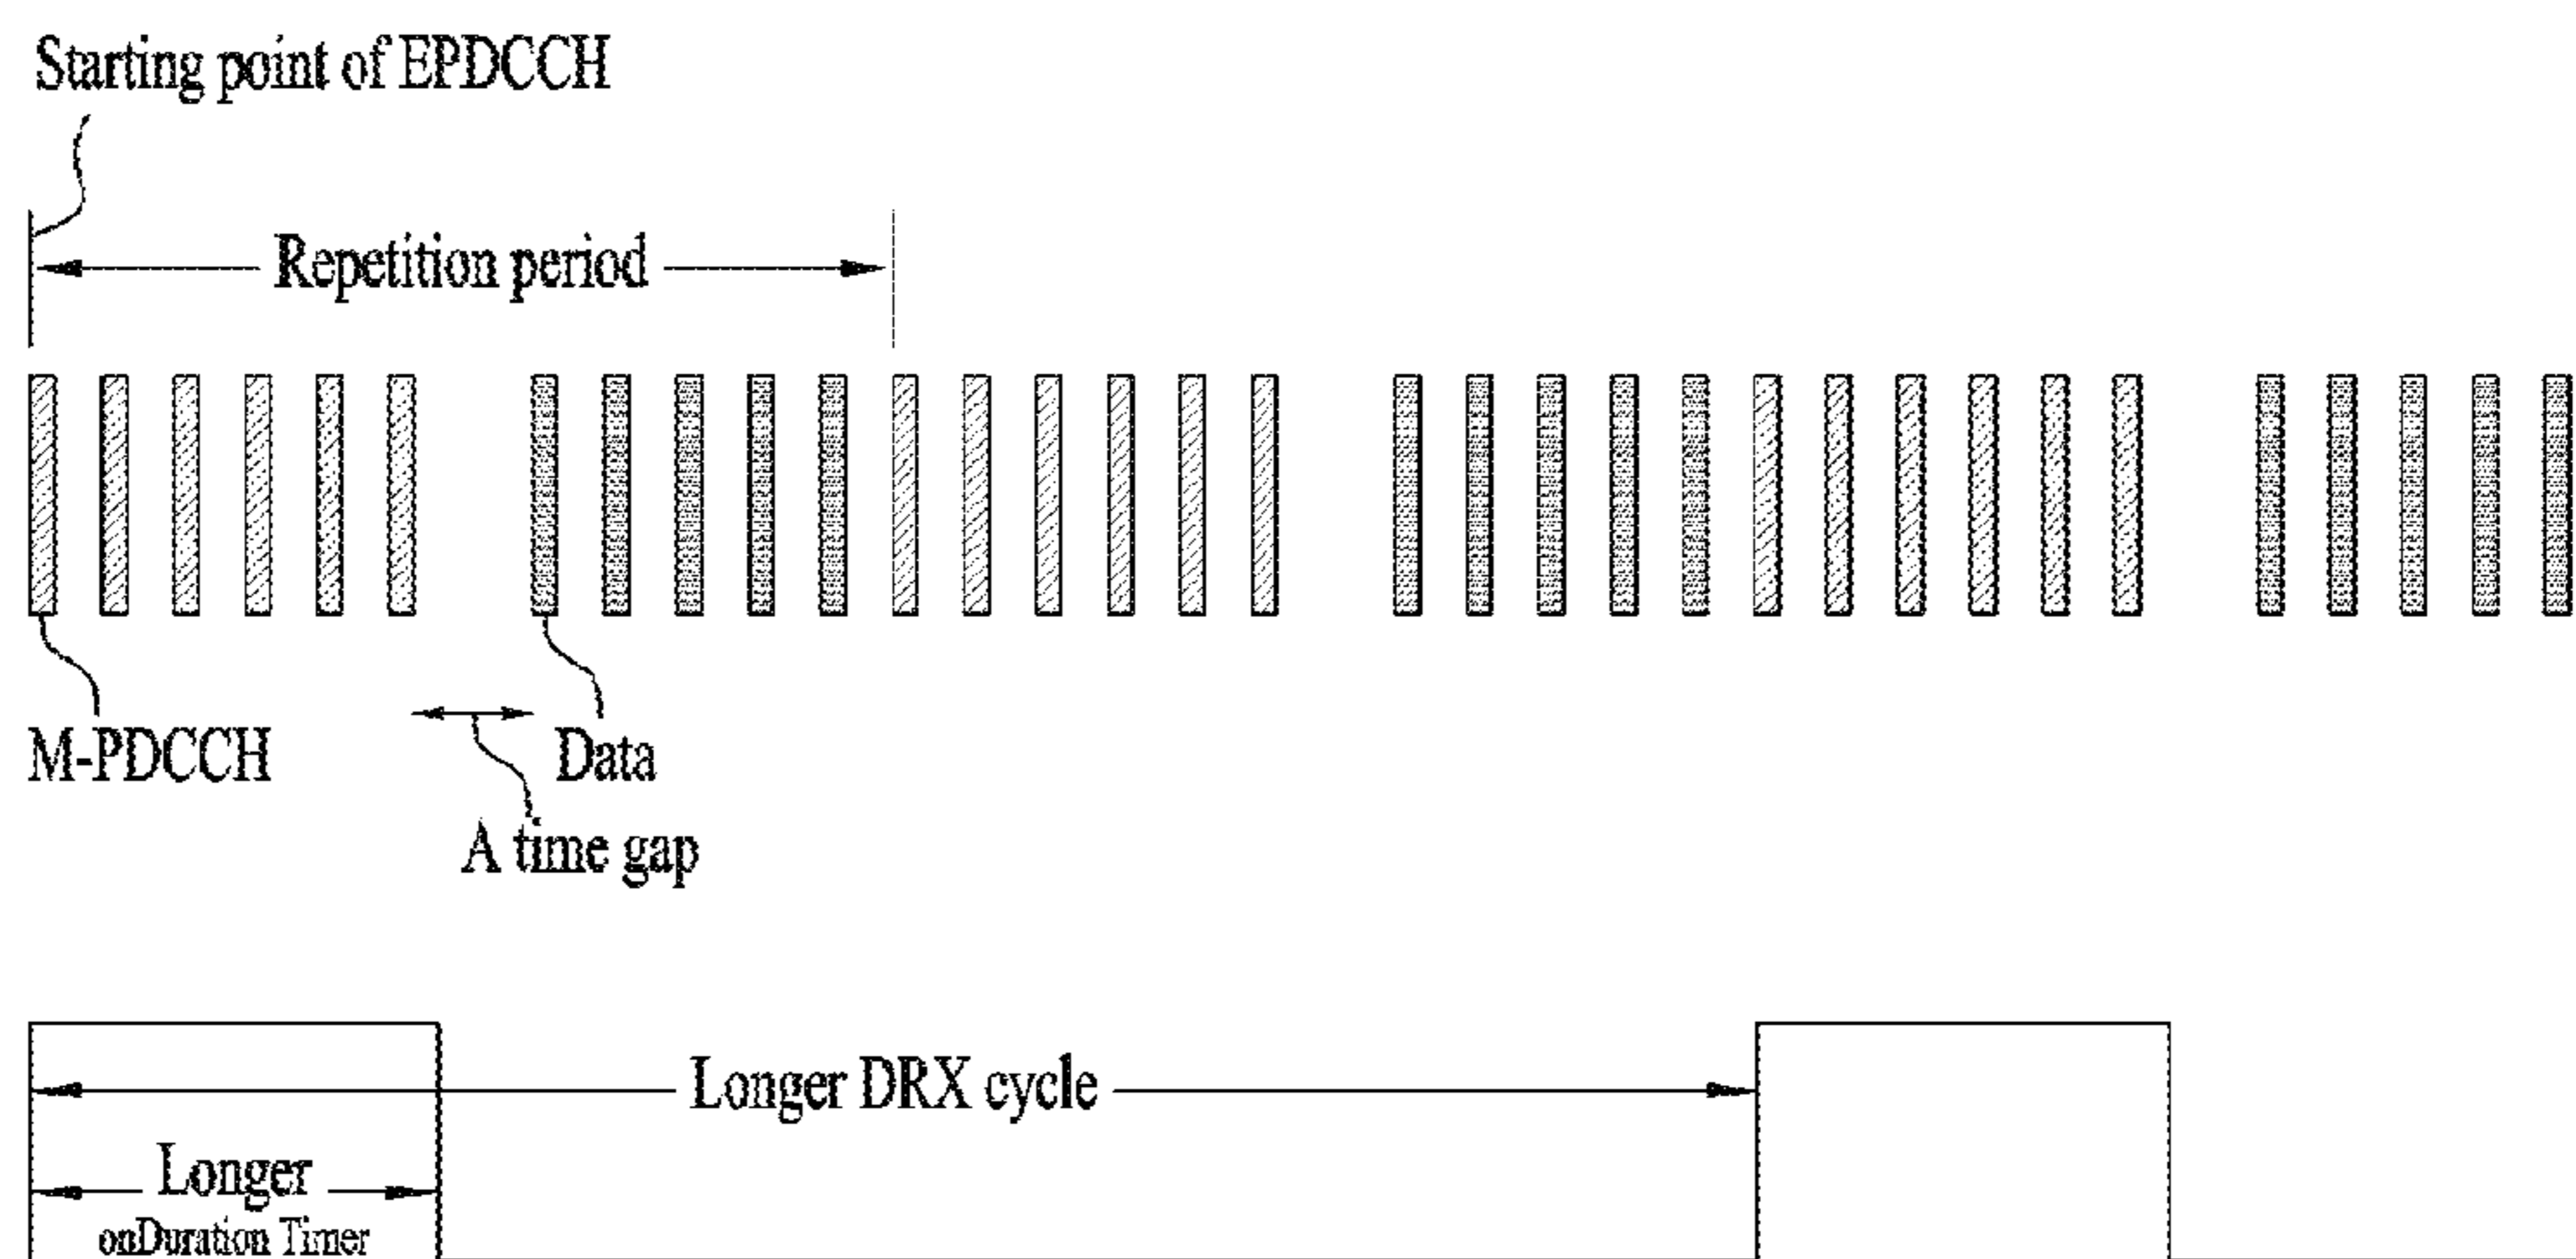 Starting point of EPDCCH
Repetition period
M-PDCCH
Data
A time gap
Longer DRX cycle
Longer
onDuration Timer